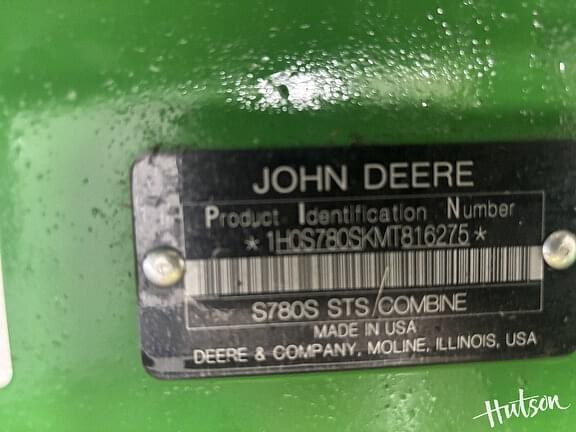 JOHN DEERE
Product Identification Number
*1H0S780SKMT816275*
S780S STS/COMBINE
MADE IN USA
DEERE & COMPANY, MOLINE, ILLINOIS, USA
Hutson